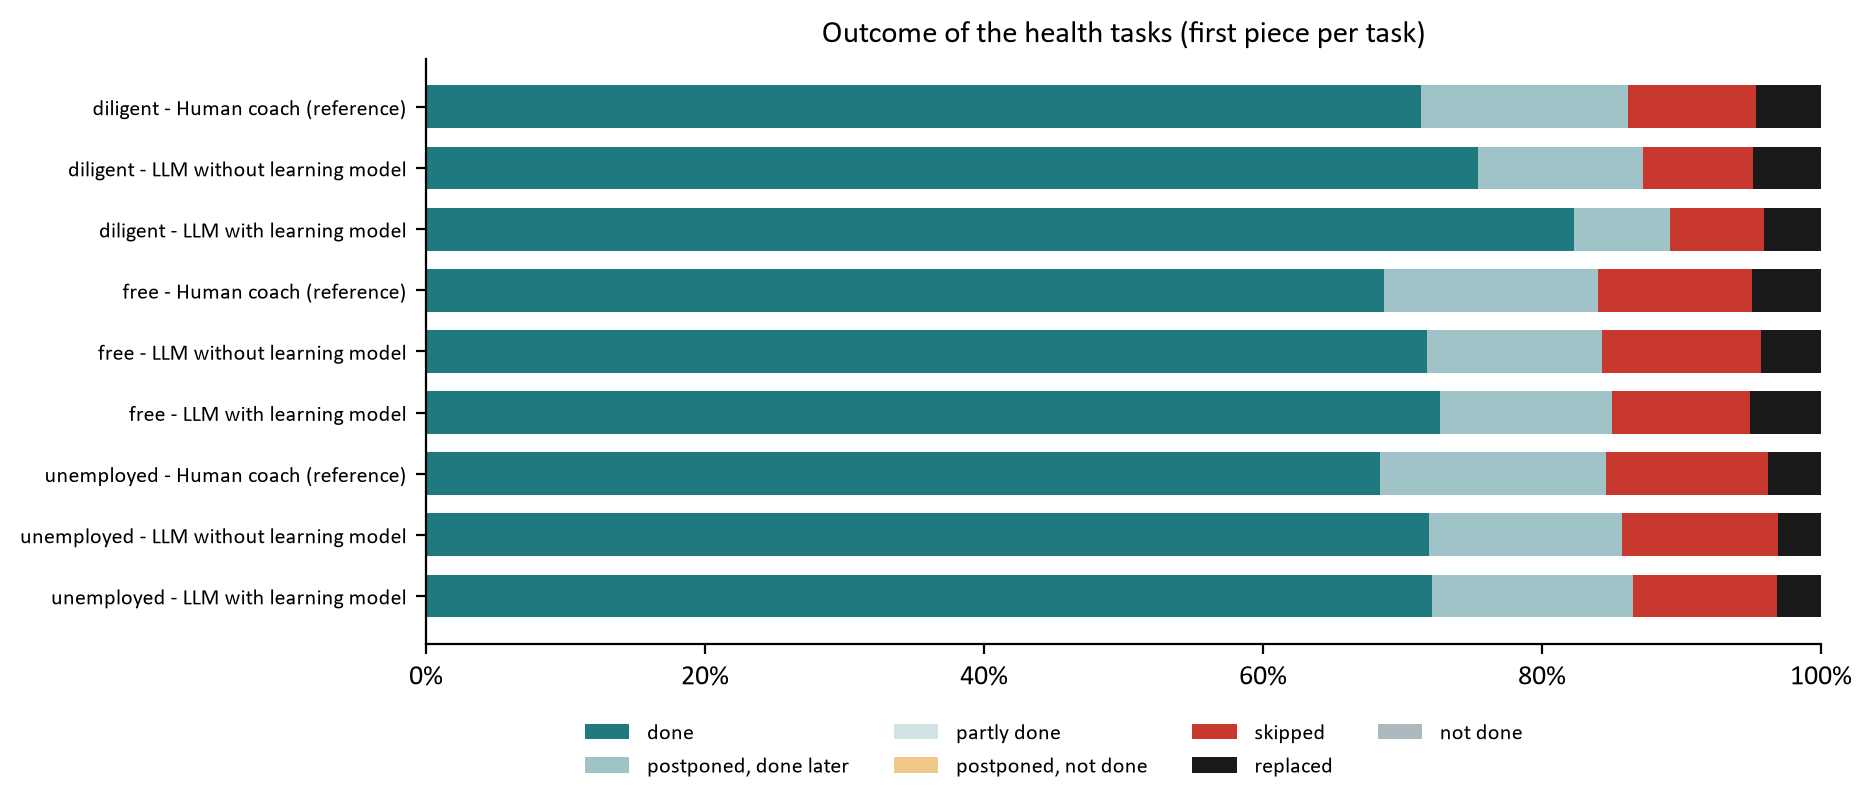 Outcome of the health tasks (first piece per task)
diligent - Human coach (reference)
diligent - LLM without learning model
diligent - LLM with learning model
free - Human coach (reference)
free - LLM without learning model
free - LLM with learning model
unemployed - Human coach (reference)
unemployed - LLM without learning model
unemployed - LLM with learning model
0% 20% 40% 60% 80% 100%
done partly done skipped not done
postponed, done later postponed, not done replaced